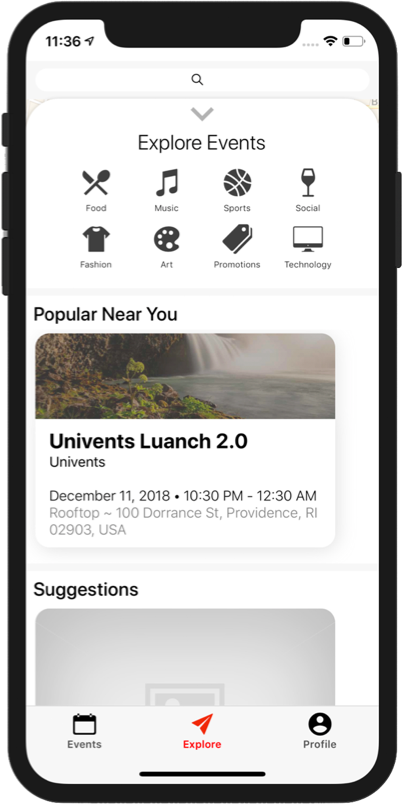 11:36
Explore Events
Food Music Sports Social
Fashion Art Promotions Technology
Popular Near You
Univents Luanch 2.0
Univents
December 11, 2018 • 10:30 PM - 12:30 AM
Rooftop ~ 100 Dorrance St, Providence, RI
02903, USA
Suggestions
Events Explore Profile